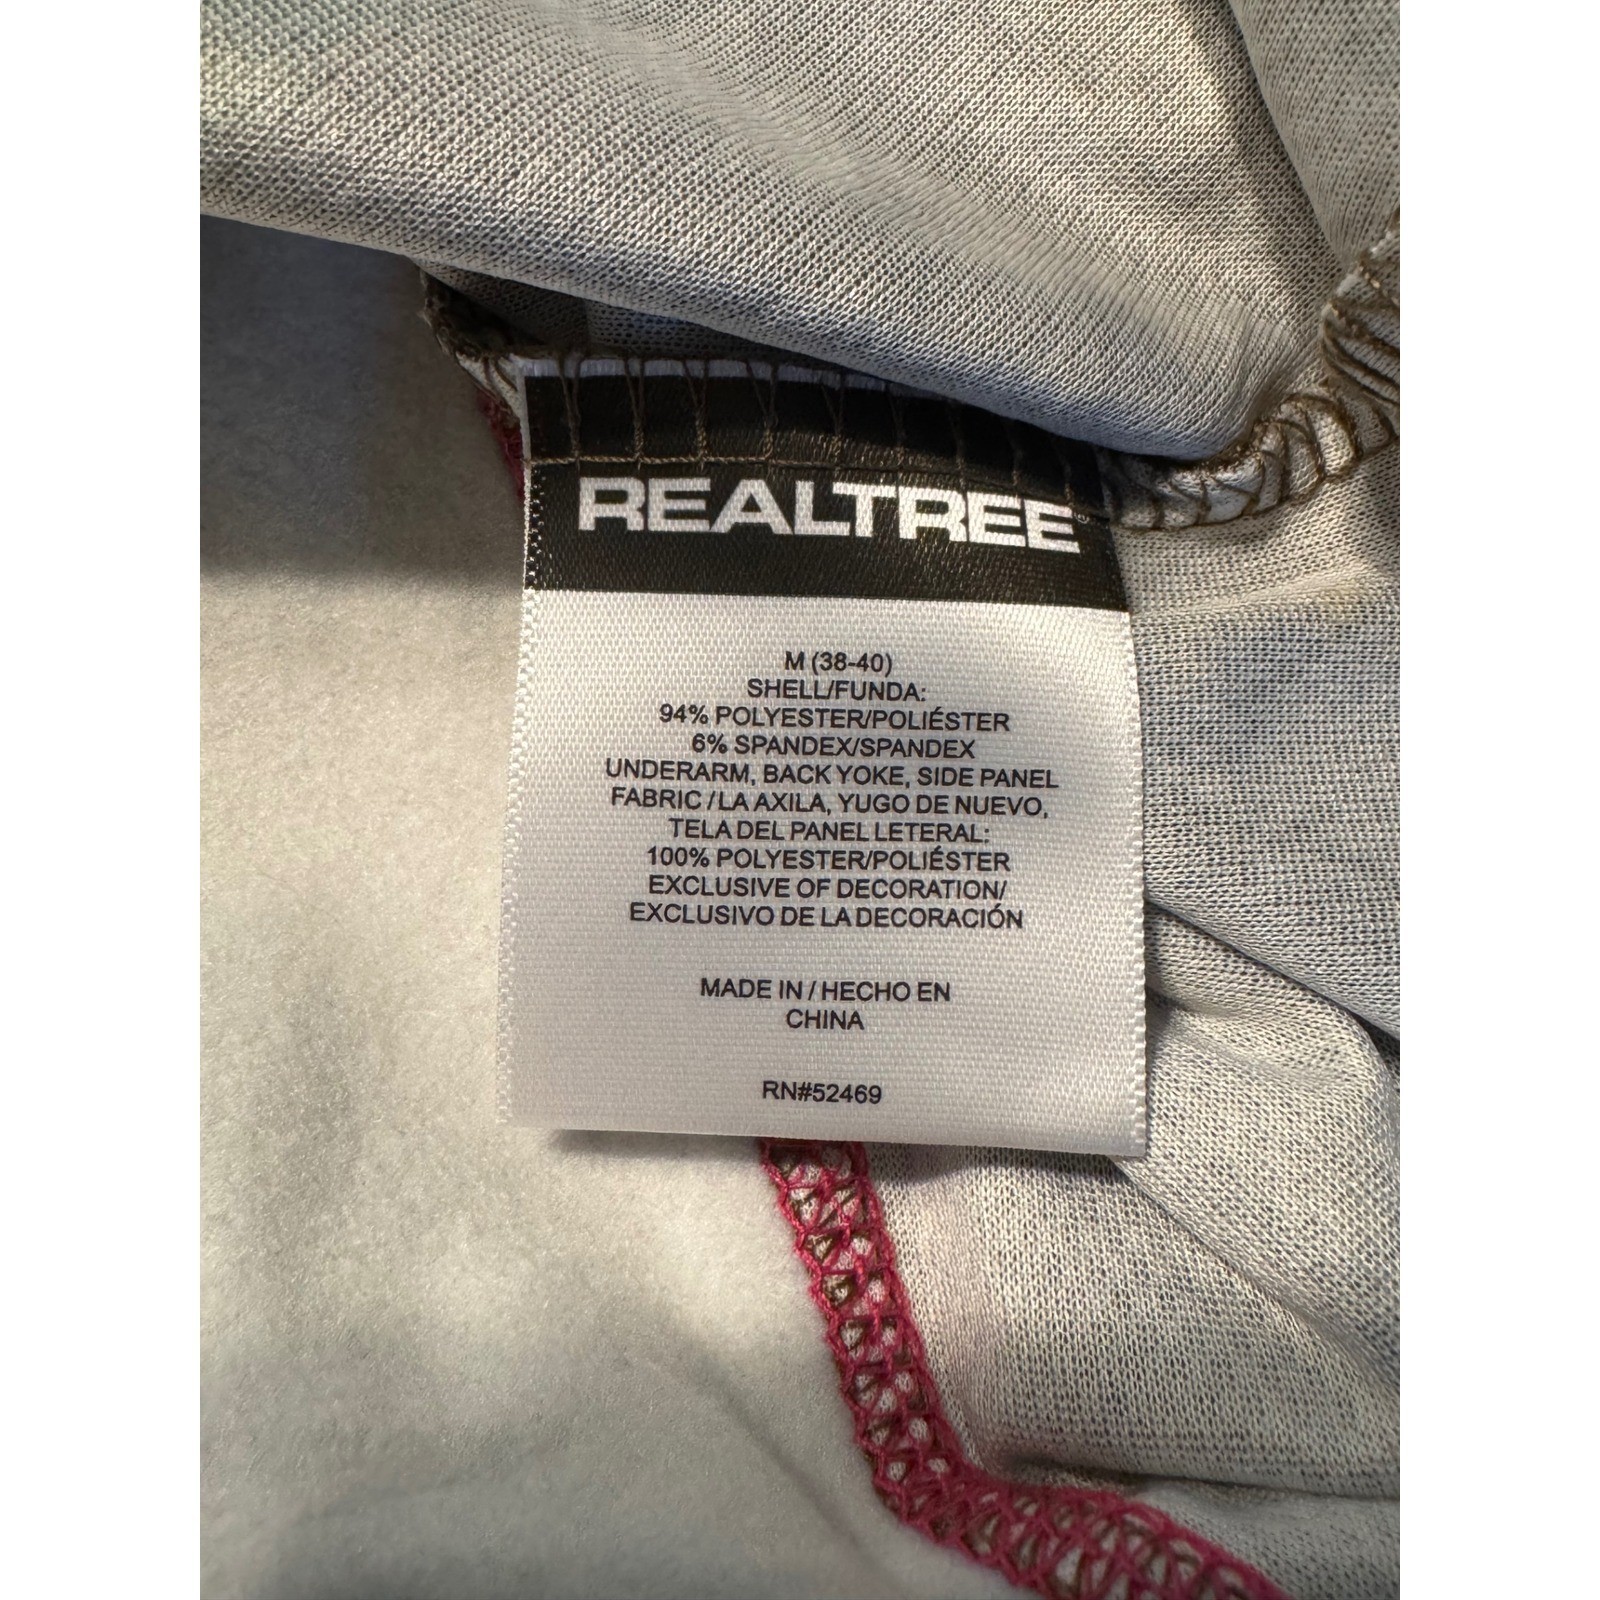 REALTREE®
M (38-40)
SHELL/FUNDA:
94% POLYESTER/POLIÉSTER
6% SPANDEX/SPANDEX
UNDERARM, BACK YOKE, SIDE PANEL
FABRIC / LA AXILA, YUGO DE NUEVO,
TELA DEL PANEL LETERAL:
100% POLYESTER/POLIÉSTER
EXCLUSIVE OF DECORATION/
EXCLUSIVO DE LA DECORACIÓN
MADE IN / HECHO EN
CHINA
RN#52469